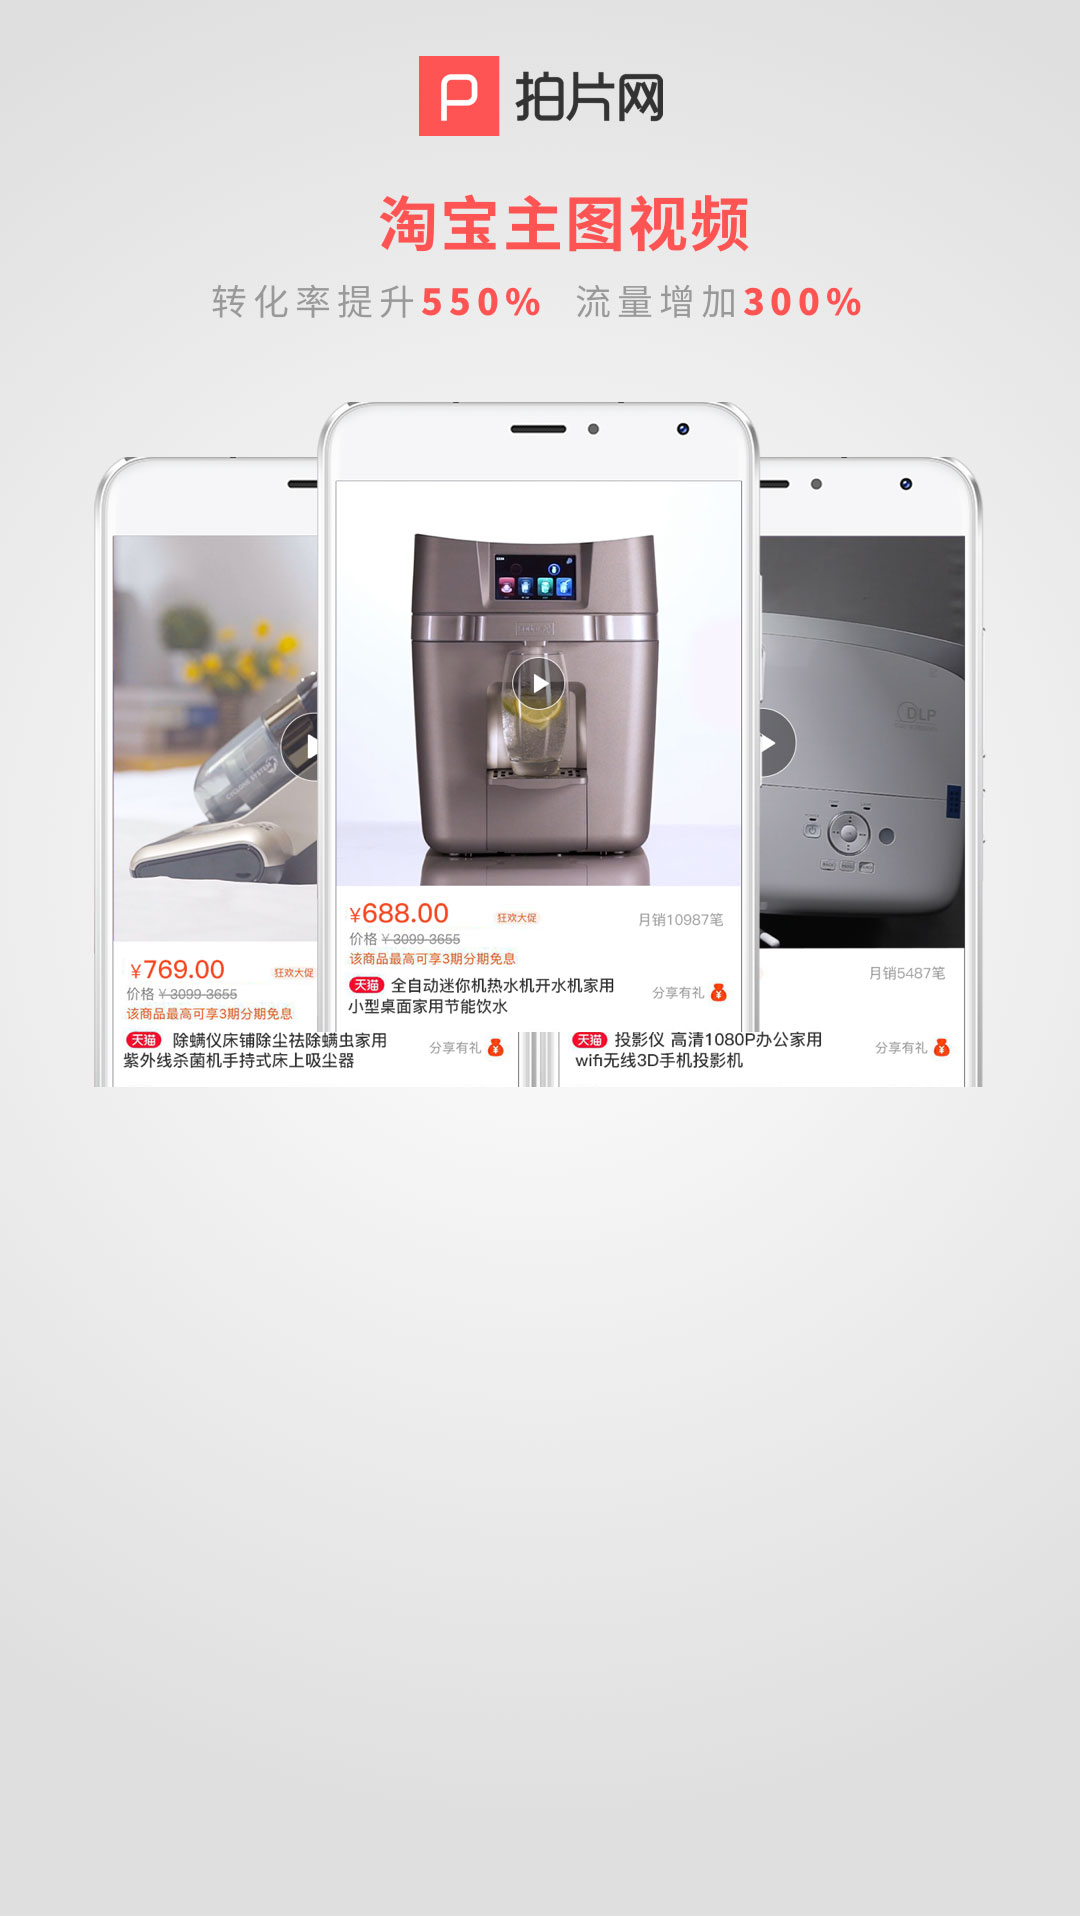 P 拍片网
淘宝主图视频
转化率提升550% 流量增加300%
CYCLONE SYSTEM
DLP
¥688.00 狂欢大促 月销10987笔
价格 ¥ 3099-3655
该商品最高可享3期分期免息
天猫 全自动迷你机热水机开水机家用
小型桌面家用节能饮水
分享有礼
¥769.00 狂欢大促
价格 ¥ 3099-3655
该商品最高可享3期分期免息
天猫 除螨仪床铺除尘祛除螨虫家用
紫外线杀菌机手持式床上吸尘器
分享有礼
月销5487笔
天猫 投影仪 高清1080P办公家用
wifi无线3D手机投影机
分享有礼